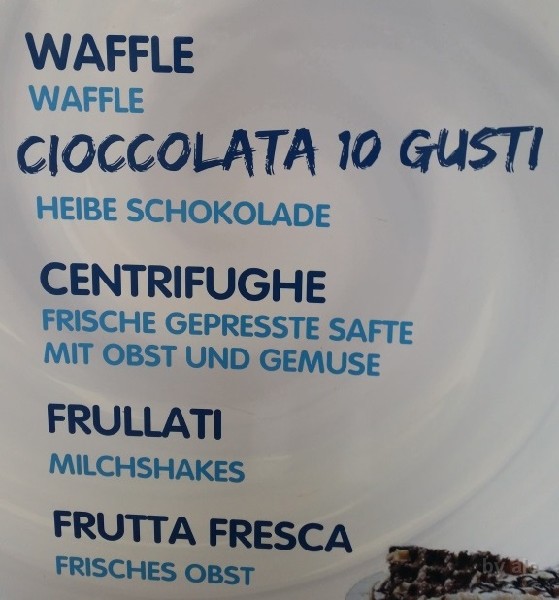 WAFFLE
WAFFLE
CIOCCOLATA 10 GUSTI
HEIBE SCHOKOLADE
CENTRIFUGHE
FRISCHE GEPRESSTE SAFTE
MIT OBST UND GEMUSE
FRULLATI
MILCHSHAKES
FRUTTA FRESCA
FRISCHES OBST